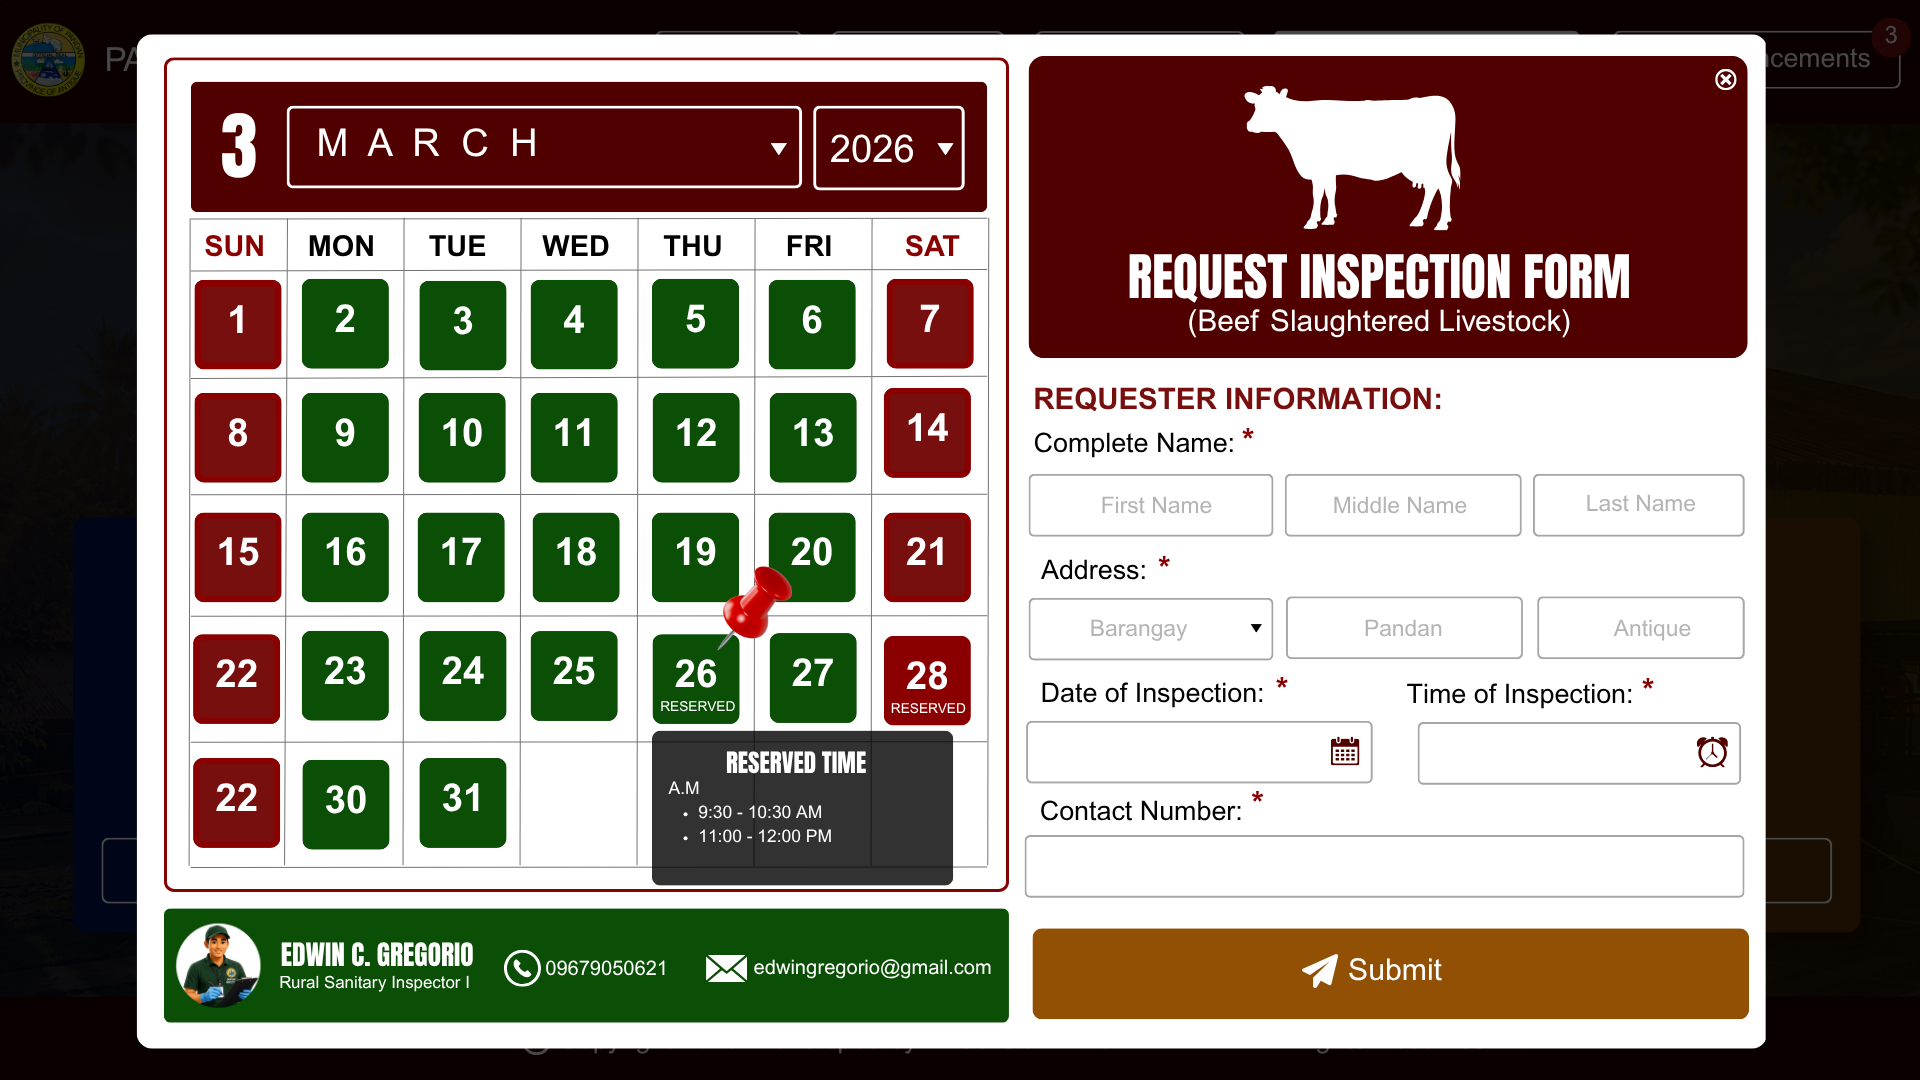 PA
ncements
3
3
MARCH
2026
SUN MON TUE WED THU FRI SAT
1 2 3 4 5 6 7
8 9 10 11 12 13 14
15 16 17 18 19 20 21
22 23 24 25 26 27 28
RESERVED RESERVED
22 30 31
RESERVED TIME
A.M
• 9:30 - 10:30 AM
• 11:00 - 12:00 PM
EDWIN C. GREGORIO
Rural Sanitary Inspector I
09679050621
edwingregorio@gmail.com
REQUEST INSPECTION FORM
(Beef Slaughtered Livestock)
REQUESTER INFORMATION:
Complete Name: *
First Name Middle Name Last Name
Address: *
Barangay Pandan Antique
Date of Inspection: * Time of Inspection: *
Contact Number: *
Submit